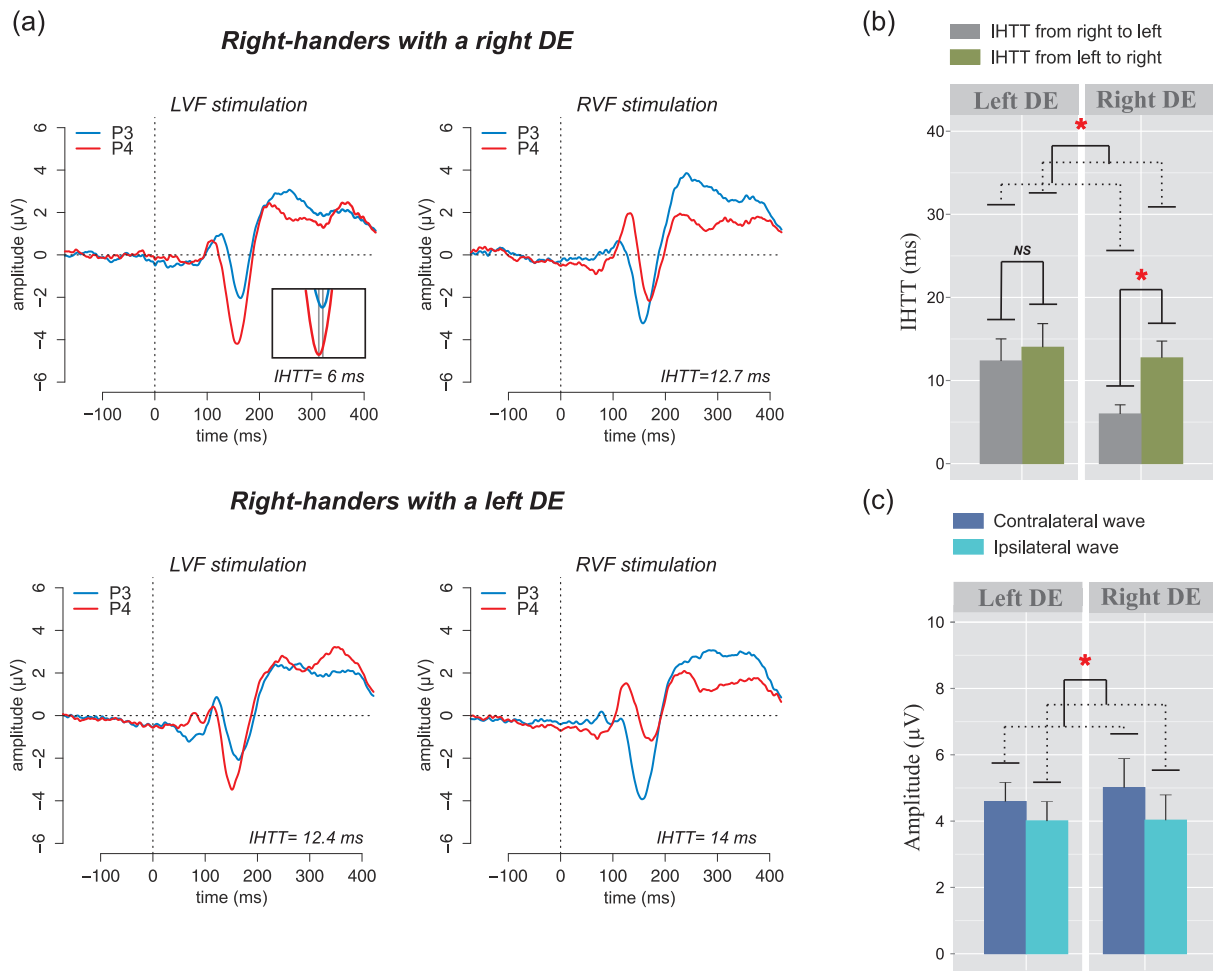 (a)
Right-handers with a right DE
LVF stimulation
P3
P4
amplitude (µV)
6
4
2
0
−2
−4
−6
IHTT= 6 ms
−100
0
100
200
300
400
time (ms)
RVF stimulation
P3
P4
amplitude (µV)
6
4
2
0
−2
−4
−6
IHTT=12.7 ms
−100
0
100
200
300
400
time (ms)
Right-handers with a left DE
LVF stimulation
P3
P4
amplitude (µV)
6
4
2
0
−2
−4
−6
IHTT= 12.4 ms
−100
0
100
200
300
400
time (ms)
RVF stimulation
P3
P4
amplitude (µV)
6
4
2
0
−2
−4
−6
IHTT= 14 ms
−100
0
100
200
300
400
time (ms)
(b)
IHTT from right to left
IHTT from left to right
Left DE
Right DE
*
NS
*
IHTT (ms)
40
30
20
10
0
(c)
Contralateral wave
Ipsilateral wave
Left DE
Right DE
*
Amplitude (µV)
10
8
6
4
2
0